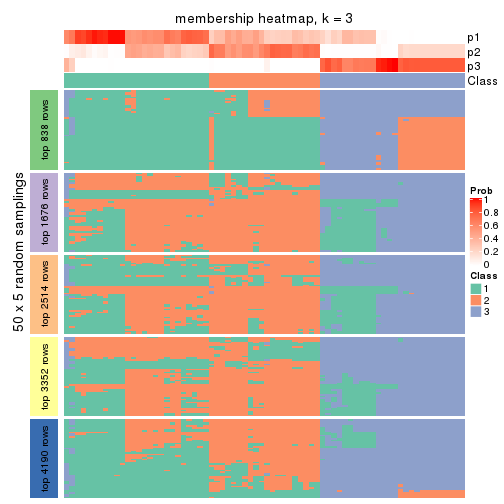 membership heatmap, k = 3
p1
p2
p3
Class
50 x 5 random samplings
top 838 rows
top 1676 rows
top 2514 rows
top 3352 rows
top 4190 rows
Prob
1
0.8
0.6
0.4
0.2
0
Class
1
2
3